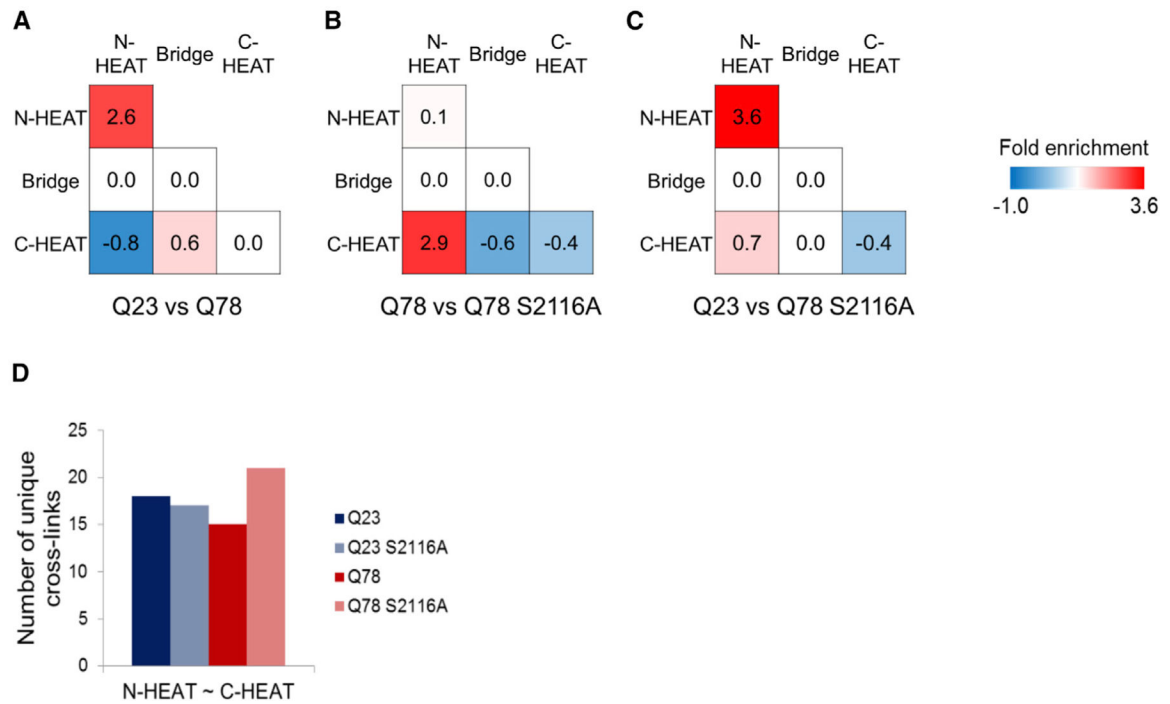 A
N-
HEAT
Bridge
C-
HEAT
N-HEAT
2.6
Bridge
0.0
0.0
C-HEAT
-0.8
0.6
0.0
Q23 vs Q78
B
N-
HEAT
Bridge
C-
HEAT
N-HEAT
0.1
Bridge
0.0
0.0
C-HEAT
2.9
-0.6
-0.4
Q78 vs Q78 S2116A
C
N-
HEAT
Bridge
C-
HEAT
N-HEAT
3.6
Bridge
0.0
0.0
C-HEAT
0.7
0.0
-0.4
Q23 vs Q78 S2116A
Fold enrichment
-1.0
3.6
D
Number of unique
cross-links
25
20
15
10
5
0
N-HEAT ~ C-HEAT
Q23
Q23 S2116A
Q78
Q78 S2116A